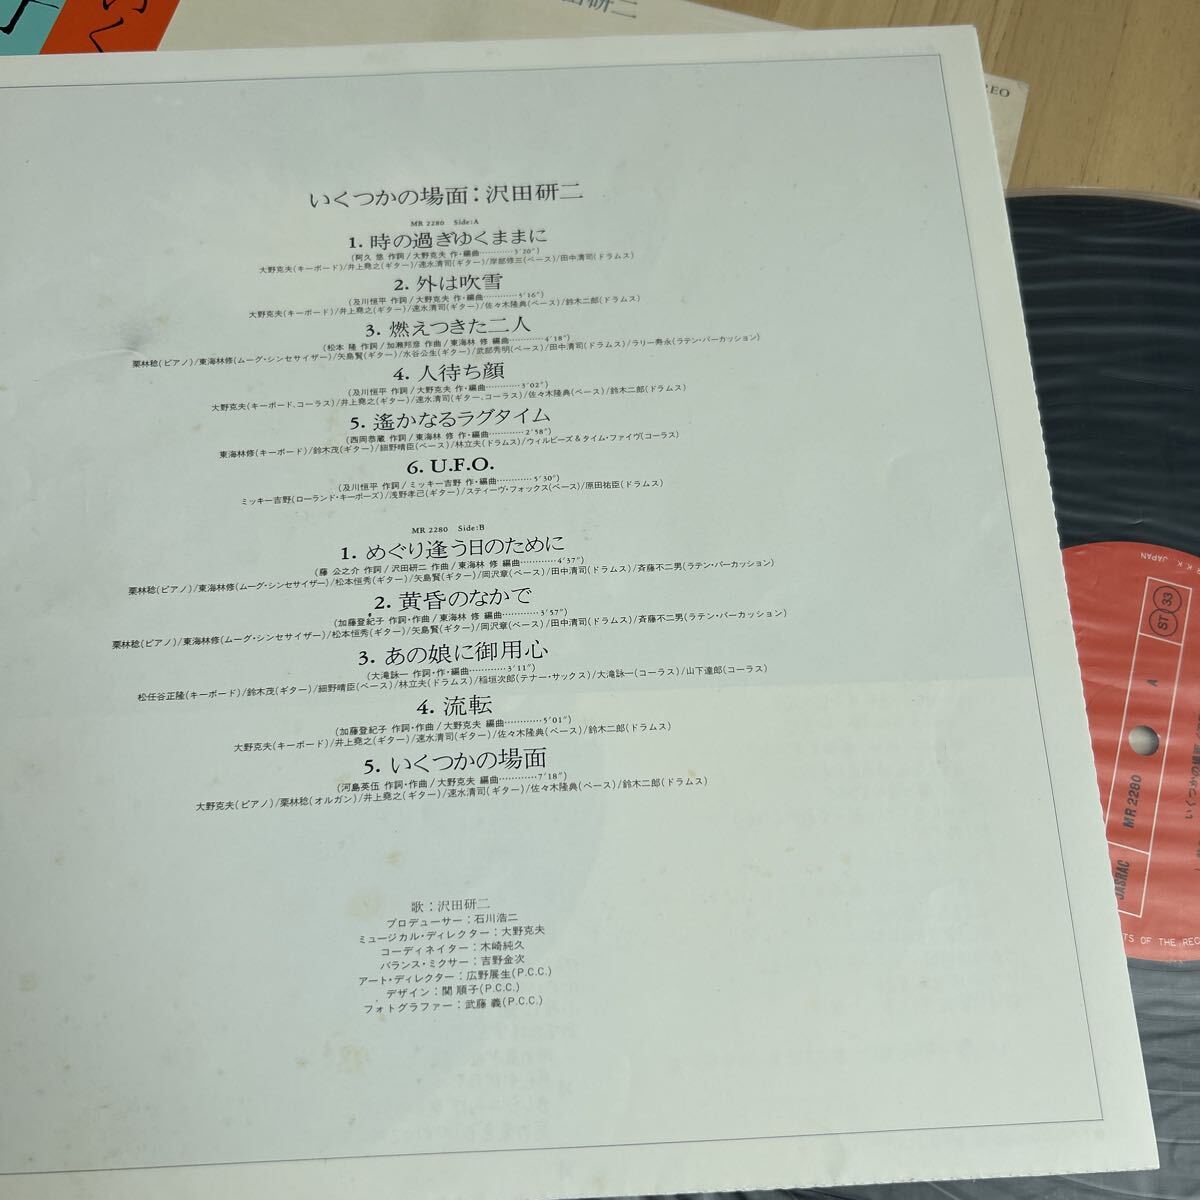 いく
沢田研二
STEREO
いくつかの場面：沢田研二
MR 2280 Side:A
1. 時の過ぎゆくままに
(阿久 悠 作詞/大野克夫 作・編曲…………3'20")
大野克夫(キーボード)/井上堯之(ギター)/速水清司(ギター)/岸部修三(ベース)/田中清司(ドラムス)
2. 外は吹雪
(及川恒平 作詞/大野克夫 作・編曲…………5'16")
大野克夫(キーボード)/井上堯之(ギター)/速水清司(ギター)/佐々木隆典(ベース)/鈴木二郎(ドラムス)
3. 燃えつきた二人
(松本 隆 作詞/加瀬邦彦 作曲/東海林 修 編曲…………4'18")
栗林稔(ピアノ)/東海林修(ムーグ・シンセサイザー)/矢島賢(ギター)/水谷公生(ギター)/武部秀明(ベース)/田中清司(ドラムス)/ラリー寿永(ラテン・パーカッション)
4. 人待ち顔
(及川恒平 作詞/大野克夫 作・編曲…………3'02")
大野克夫(キーボード、コーラス)/井上堯之(ギター)/速水清司(ギター、コーラス)/佐々木隆典(ベース)/鈴木二郎(ドラムス)
5. 遙かなるラグタイム
(西岡恭蔵 作詞/東海林 修 作・編曲…………2'58")
東海林修(キーボード)/鈴木茂(ギター)/細野晴臣(ベース)/林立夫(ドラムス)/ウィルビーズ&タイム・ファイヴ(コーラス)
6. U.F.O.
(及川恒平 作詞/ミッキー吉野 作・編曲…………5'30")
ミッキー吉野(ローランド・キーボーズ)/浅野孝己(ギター)/スティーヴ・フォックス(ベース)/原田祐臣(ドラムス)
MR 2280 Side:B
1. めぐり逢う日のために
(藤 公之介 作詞/沢田研二 作曲/東海林 修 編曲…………4'37")
栗林稔(ピアノ)/東海林修(ムーグ・シンセサイザー)/松本恒秀(ギター)/矢島賢(ギター)/岡沢章(ベース)/田中清司(ドラムス)/斉藤不二男(ラテン・パーカッション)
2. 黄昏のなかで
(加藤登紀子 作詞・作曲/東海林 修 編曲…………3'57")
栗林稔(ピアノ)/東海林修(ムーグ・シンセサイザー)/松本恒秀(ギター)/矢島賢(ギター)/岡沢章(ベース)/田中清司(ドラムス)/斉藤不二男(ラテン・パーカッション)
3. あの娘に御用心
(大滝詠一 作詞・作・編曲…………3'11")
松任谷正隆(キーボード)/鈴木茂(ギター)/細野晴臣(ベース)/林立夫(ドラムス)/稲垣次郎(テナー・サックス)/大滝詠一(コーラス)/山下達郎(コーラス)
4. 流転
(加藤登紀子 作詞・作曲/大野克夫 編曲…………5'01")
大野克夫(キーボード)/井上堯之(ギター)/速水清司(ギター)/佐々木隆典(ベース)/鈴木二郎(ドラムス)
5. いくつかの場面
(河島英伍 作詞・作曲/大野克夫 編曲…………7'18")
大野克夫(ピアノ)/栗林稔(オルガン)/井上堯之(ギター)/速水清司(ギター)/佐々木隆典(ベース)/鈴木二郎(ドラムス)
歌：沢田研二
プロデューサー：石川浩二
ミュージカル・ディレクター：大野克夫
コーディネイター：木崎純久
バランス・ミクサー：吉野金次
アート・ディレクター：広野展生(P.C.C.)
デザイン：関 順子(P.C.C.)
フォトグラファー：武藤 義(P.C.C.)
K.K. JAPAN
ST 33
A
MR 2280
JASRAC
いくつかの場面
OF THE REC